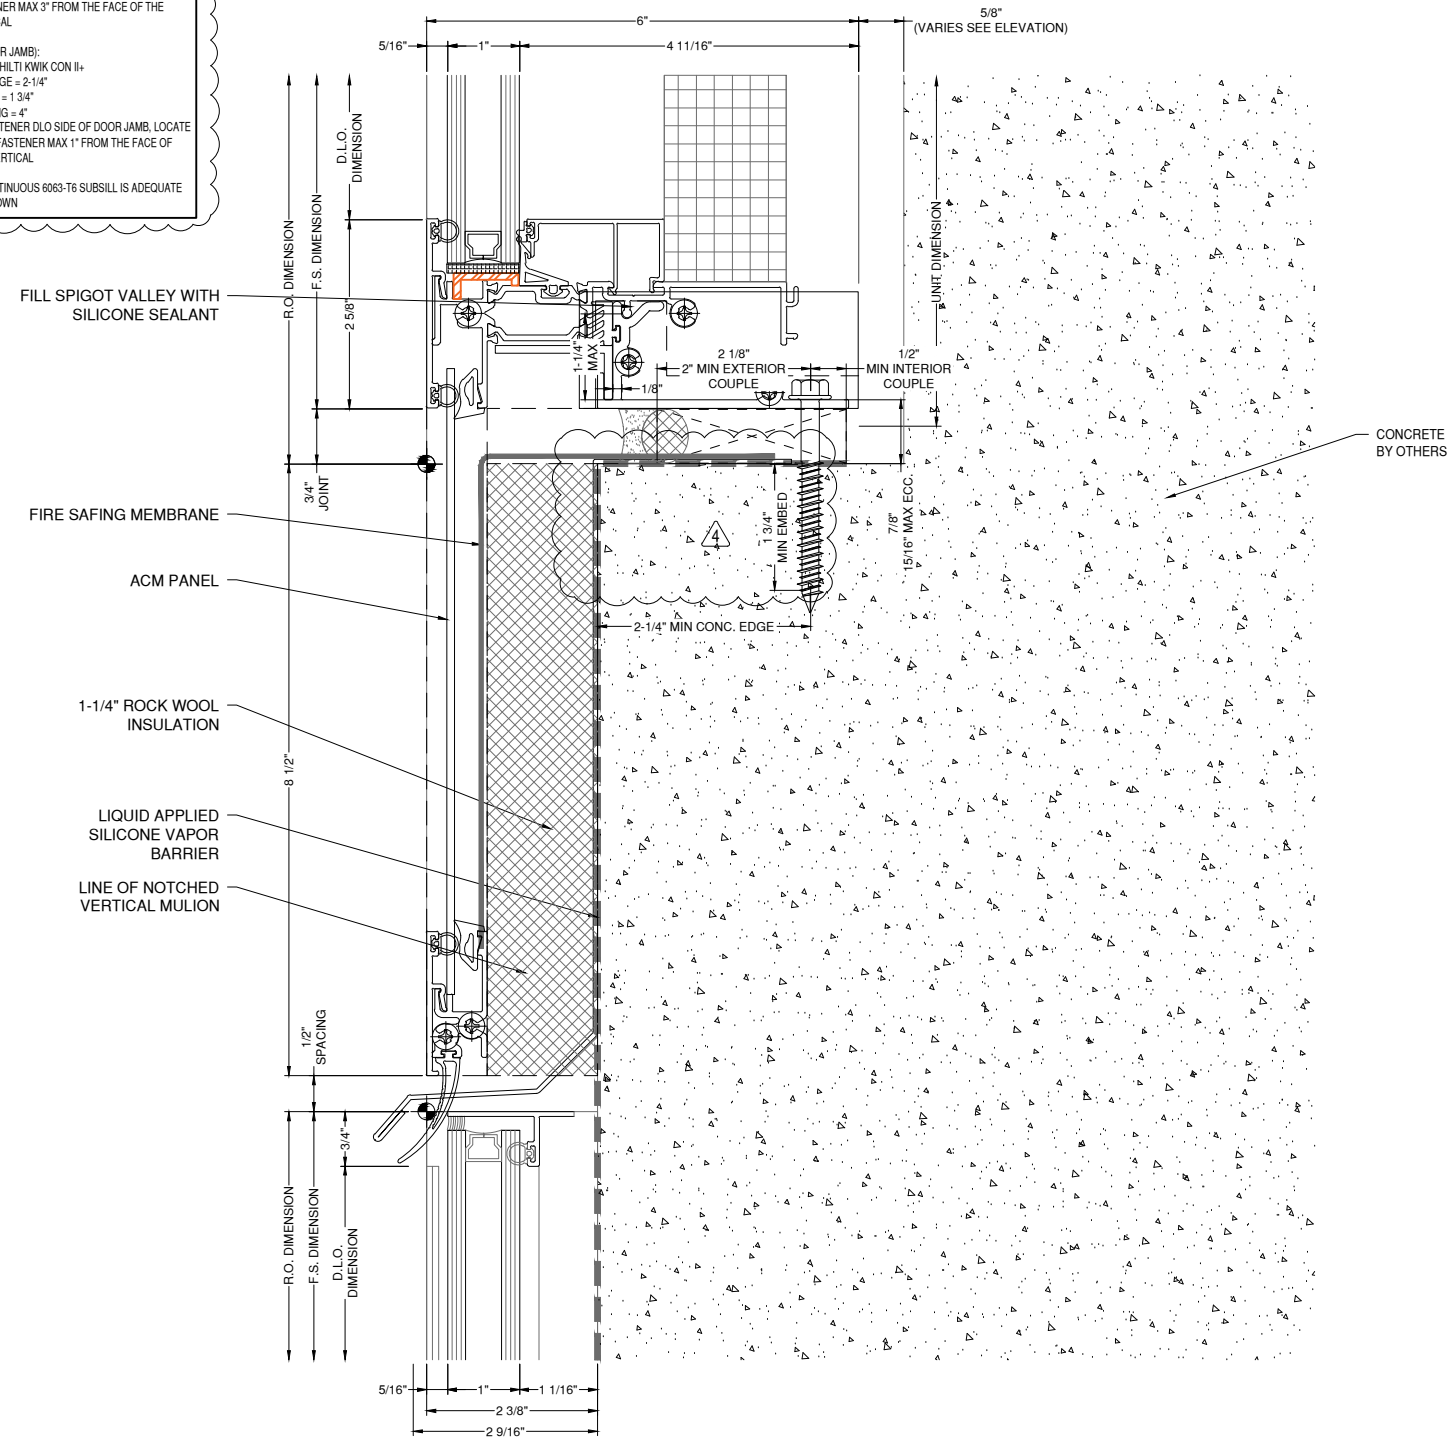 NER MAX 3" FROM THE FACE OF THE
R JAMB):
HILTI KWIK CON II+
GE = 2-1/4"
= 1 3/4"
G = 4"
TENER DLO SIDE OF DOOR JAMB, LOCATE
FASTENER MAX 1" FROM THE FACE OF
TINUOUS 6063-T6 SUBSILL IS ADEQUATE
6"
5/8"
(VARIES SEE ELEVATION)
5/16"
1"
4 11/16"
R.O. DIMENSION
F.S. DIMENSION
D.L.O.
DIMENSION
2 5/8"
UNIT DIMENSION
FILL SPIGOT VALLEY WITH
SILICONE SEALANT
1-1/4"
MAX
1/8"
2 1/8"
2" MIN EXTERIOR
COUPLE
1/2"
MIN INTERIOR
COUPLE
CONCRETE
BY OTHERS
3/4"
JOINT
FIRE SAFING MEMBRANE
4
1 3/4"
MIN EMBED
7/8"
15/16" MAX ECC.
ACM PANEL
2-1/4" MIN CONC. EDGE
1-1/4" ROCK WOOL
INSULATION
8 1/2"
LIQUID APPLIED
SILICONE VAPOR
BARRIER
LINE OF NOTCHED
VERTICAL MULION
1/2"
SPACING
3/4"
R.O. DIMENSION
F.S. DIMENSION
D.L.O.
DIMENSION
5/16"
1"
1 1/16"
2 3/8"
2 9/16"